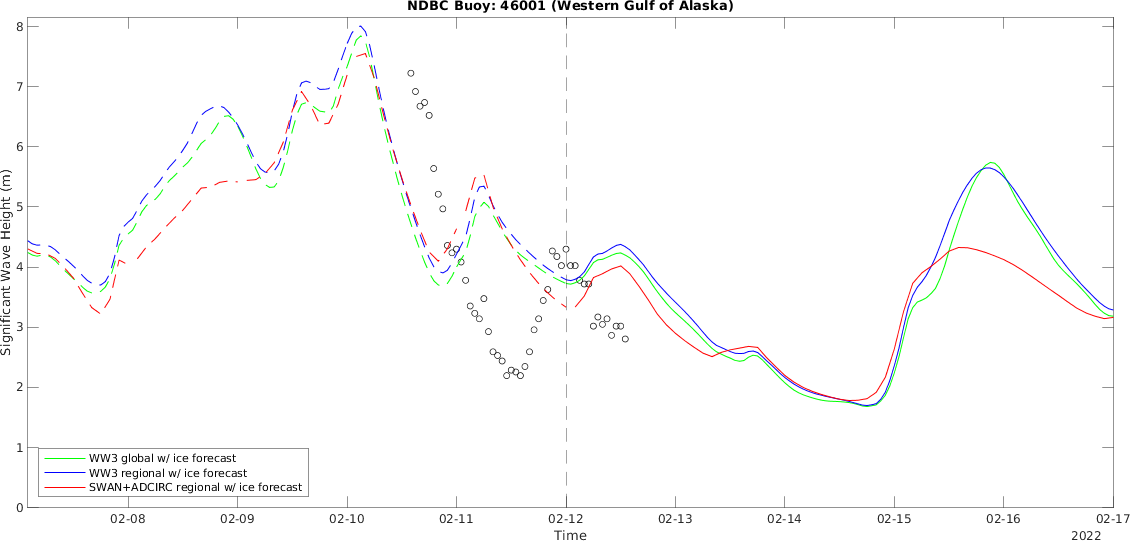 NDBC Buoy: 46001 (Western Gulf of Alaska)
Significant Wave Height (m)
8
7
6
5
4
3
2
1
0
WW3 global w/ ice forecast
WW3 regional w/ ice forecast
SWAN+ADCIRC regional w/ ice forecast
02-08 02-09 02-10 02-11 02-12 02-13 02-14 02-15 02-16 02-17
Time
2022